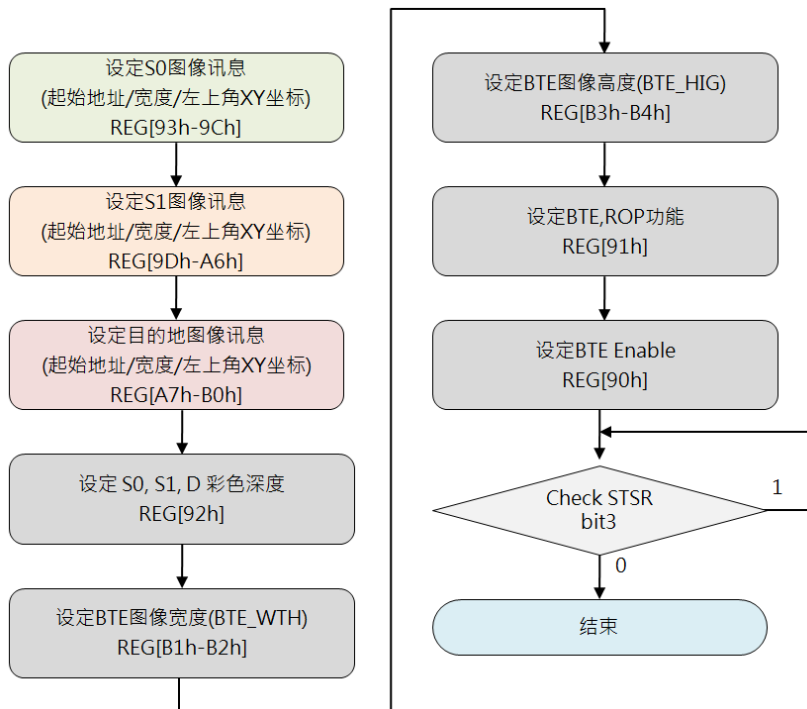 设定S0图像讯息
(起始地址/宽度/左上角XY坐标)
REG[93h-9Ch]
设定S1图像讯息
(起始地址/宽度/左上角XY坐标)
REG[9Dh-A6h]
设定目的地图像讯息
(起始地址/宽度/左上角XY坐标)
REG[A7h-B0h]
设定 S0, S1, D 彩色深度
REG[92h]
设定BTE图像宽度(BTE_WTH)
REG[B1h-B2h]
设定BTE图像高度(BTE_HIG)
REG[B3h-B4h]
设定BTE,ROP功能
REG[91h]
设定BTE Enable
REG[90h]
Check STSR
bit3
1
0
结束